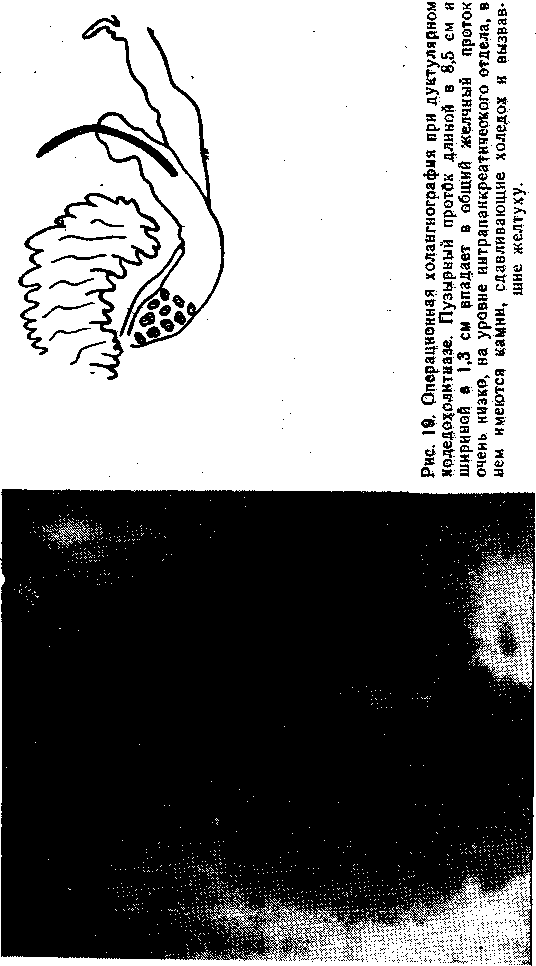 Рис. 19. Операционная холангиография при дуктулярном
холедохолитиазе. Пузырный проток длиной в 8,5 см и
шириной в 1,3 см впадает в общий желчный проток
очень низко, на уровне интрапанкреатического отдела, в
нем имеются камни, сдавливающие холедох и вызвав-
шие желтуху.